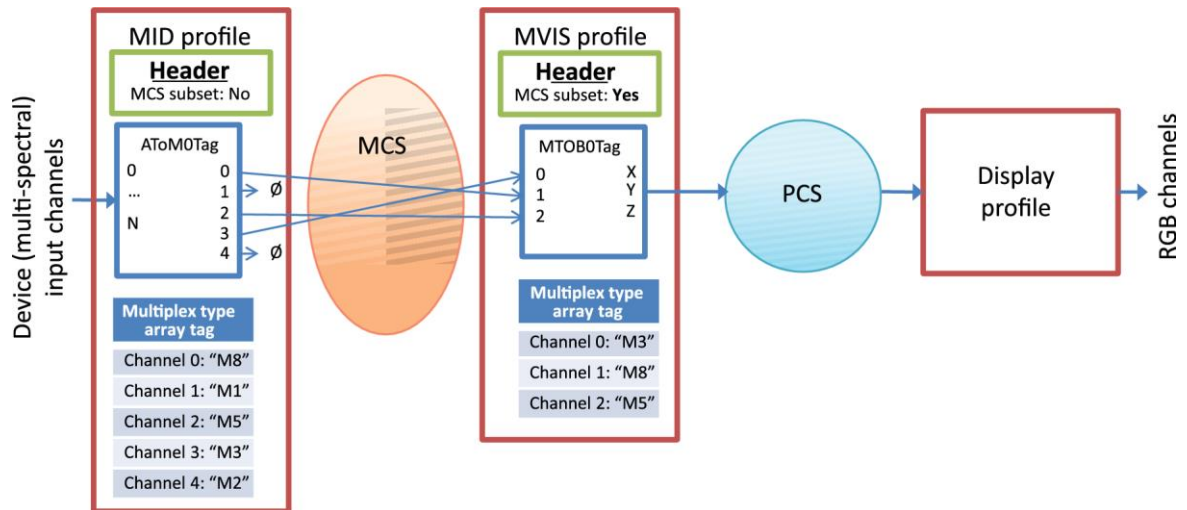 Device (multi-spectral)
input channels
MID profile
Header
MCS subset: No
AToM0Tag
0
...
N
0
1
2
3
4
Ø
Ø
Multiplex type
array tag
Channel 0: “M8”
Channel 1: “M1”
Channel 2: “M5”
Channel 3: “M3”
Channel 4: “M2”
MCS
MVIS profile
Header
MCS subset: Yes
MTOB0Tag
0
1
2
X
Y
Z
Multiplex type
array tag
Channel 0: “M3”
Channel 1: “M8”
Channel 2: “M5”
PCS
Display
profile
RGB channels